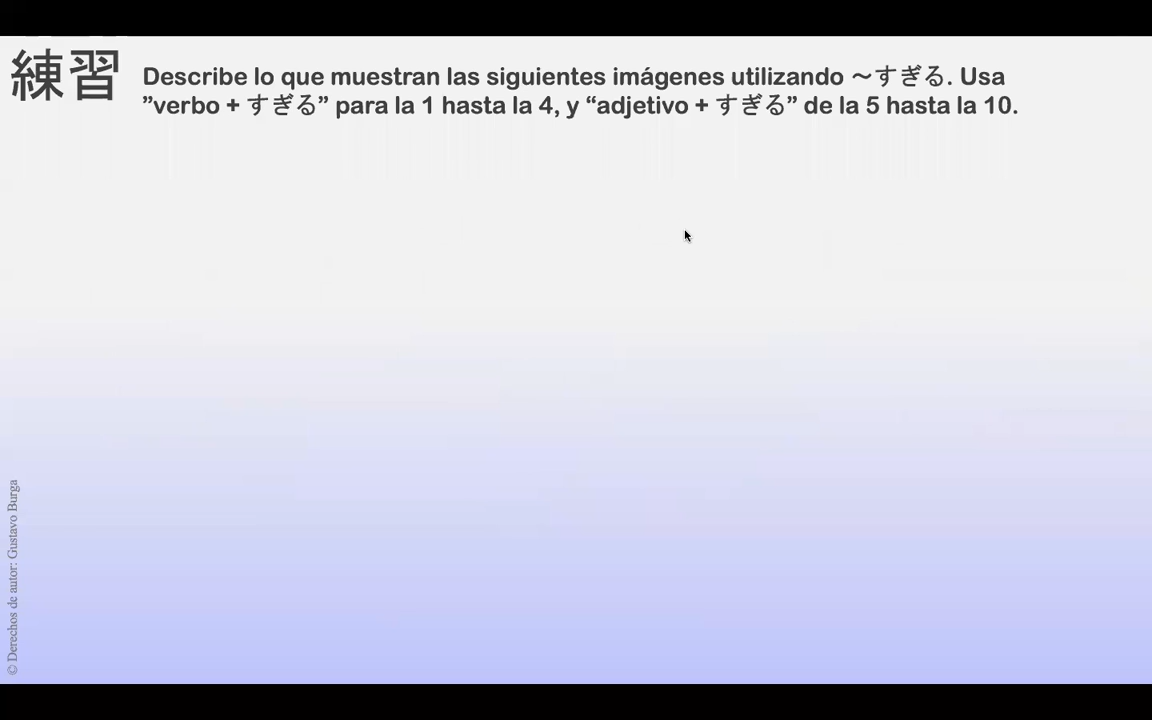 練習
Describe lo que muestran las siguientes imágenes utilizando ～すぎる. Usa
”verbo + すぎる” para la 1 hasta la 4, y “adjetivo + すぎる” de la 5 hasta la 10.
© Derechos de autor: Gustavo Burga